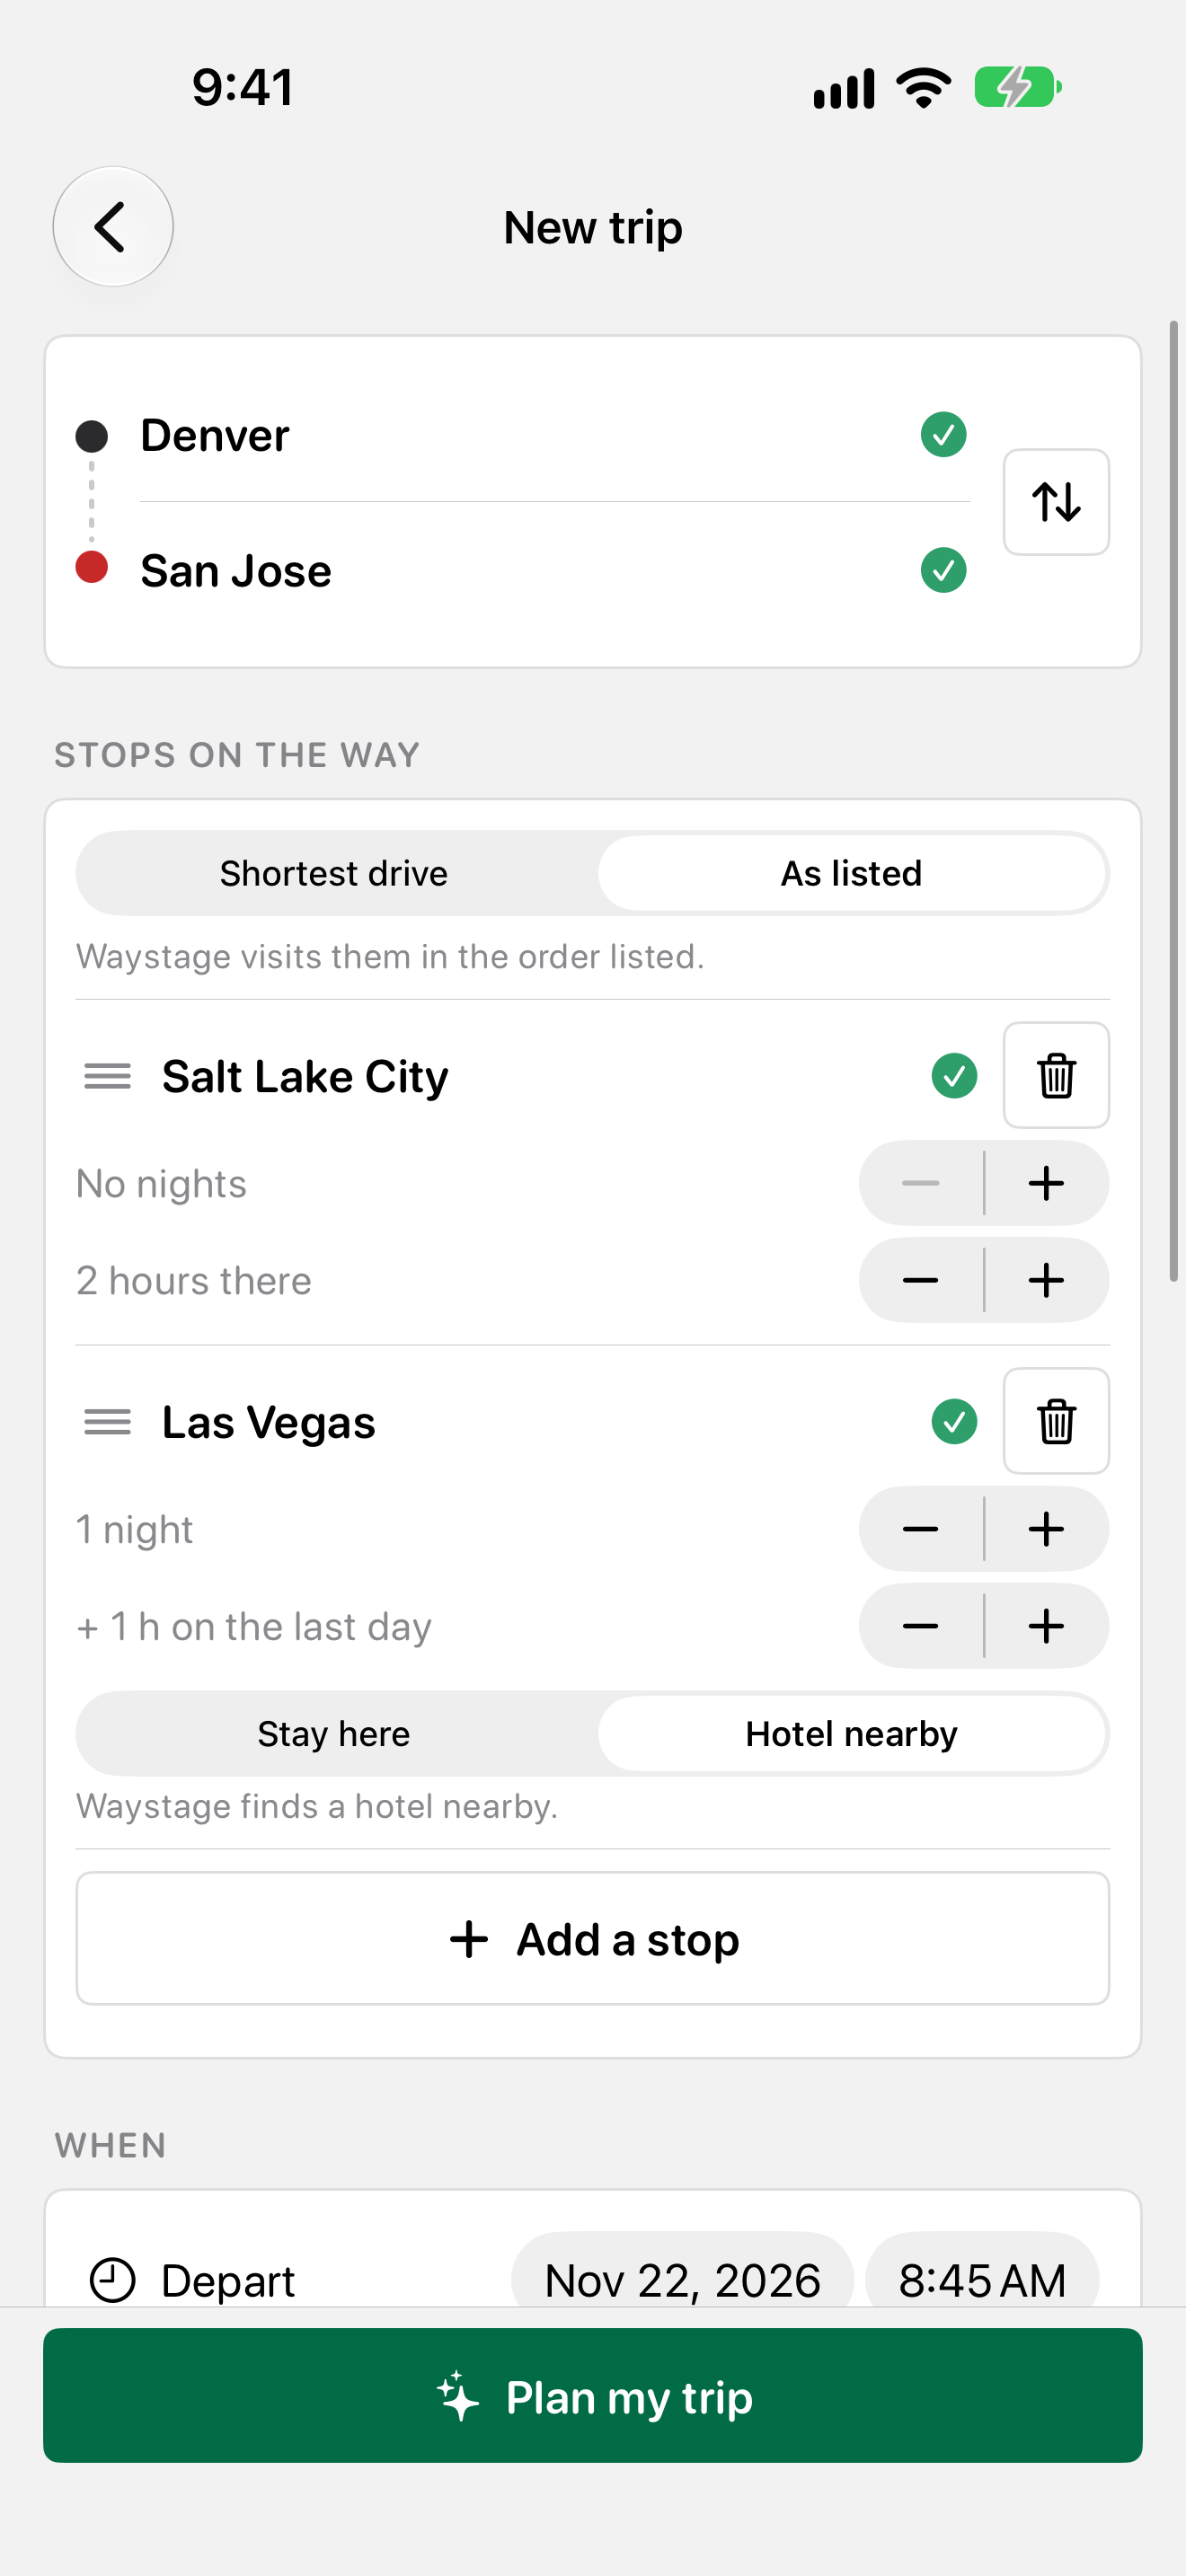 9:41
New trip
Denver
San Jose
STOPS ON THE WAY
Shortest drive
As listed
Waystage visits them in the order listed.
Salt Lake City
No nights
2 hours there
Las Vegas
1 night
+ 1 h on the last day
Stay here
Hotel nearby
Waystage finds a hotel nearby.
+ Add a stop
WHEN
Depart
Nov 22, 2026
8:45 AM
Plan my trip